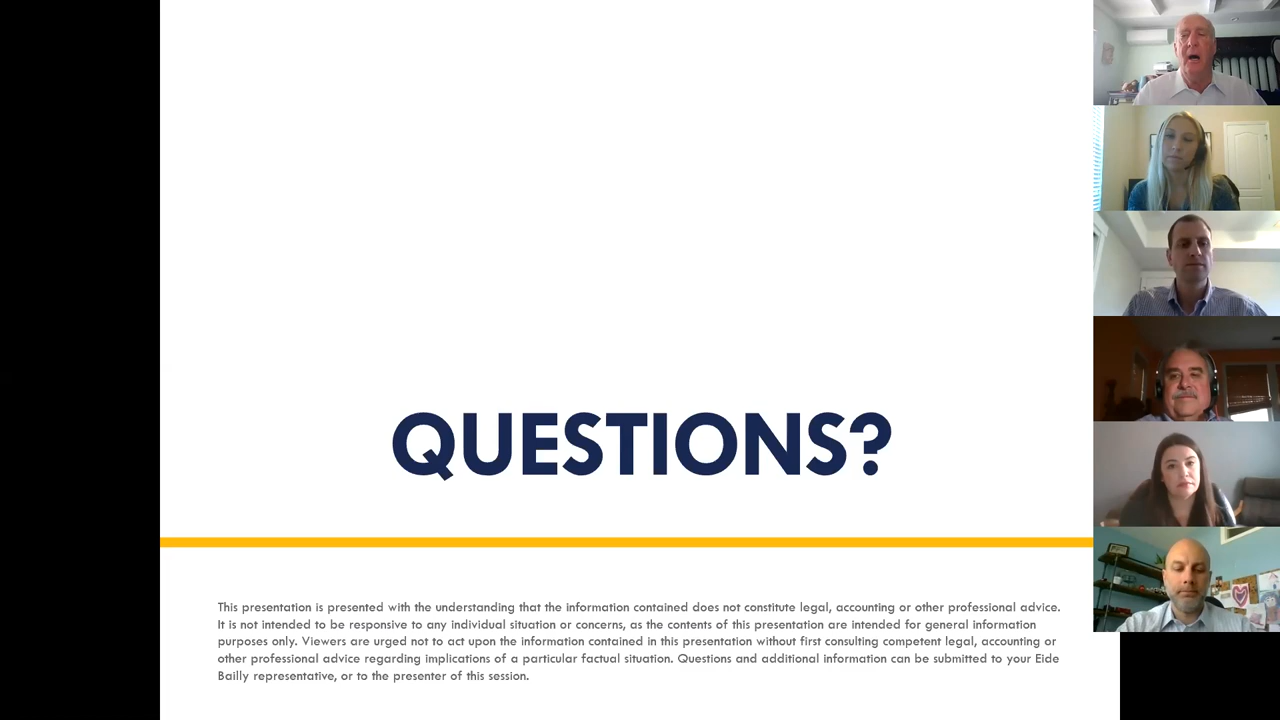 QUESTIONS?
This presentation is presented with the understanding that the information contained does not constitute legal, accounting or other professional advice.
It is not intended to be responsive to any individual situation or concerns, as the contents of this presentation are intended for general information
purposes only. Viewers are urged not to act upon the information contained in this presentation without first consulting competent legal, accounting or
other professional advice regarding implications of a particular factual situation. Questions and additional information can be submitted to your Eide
Bailly representative, or to the presenter of this session.